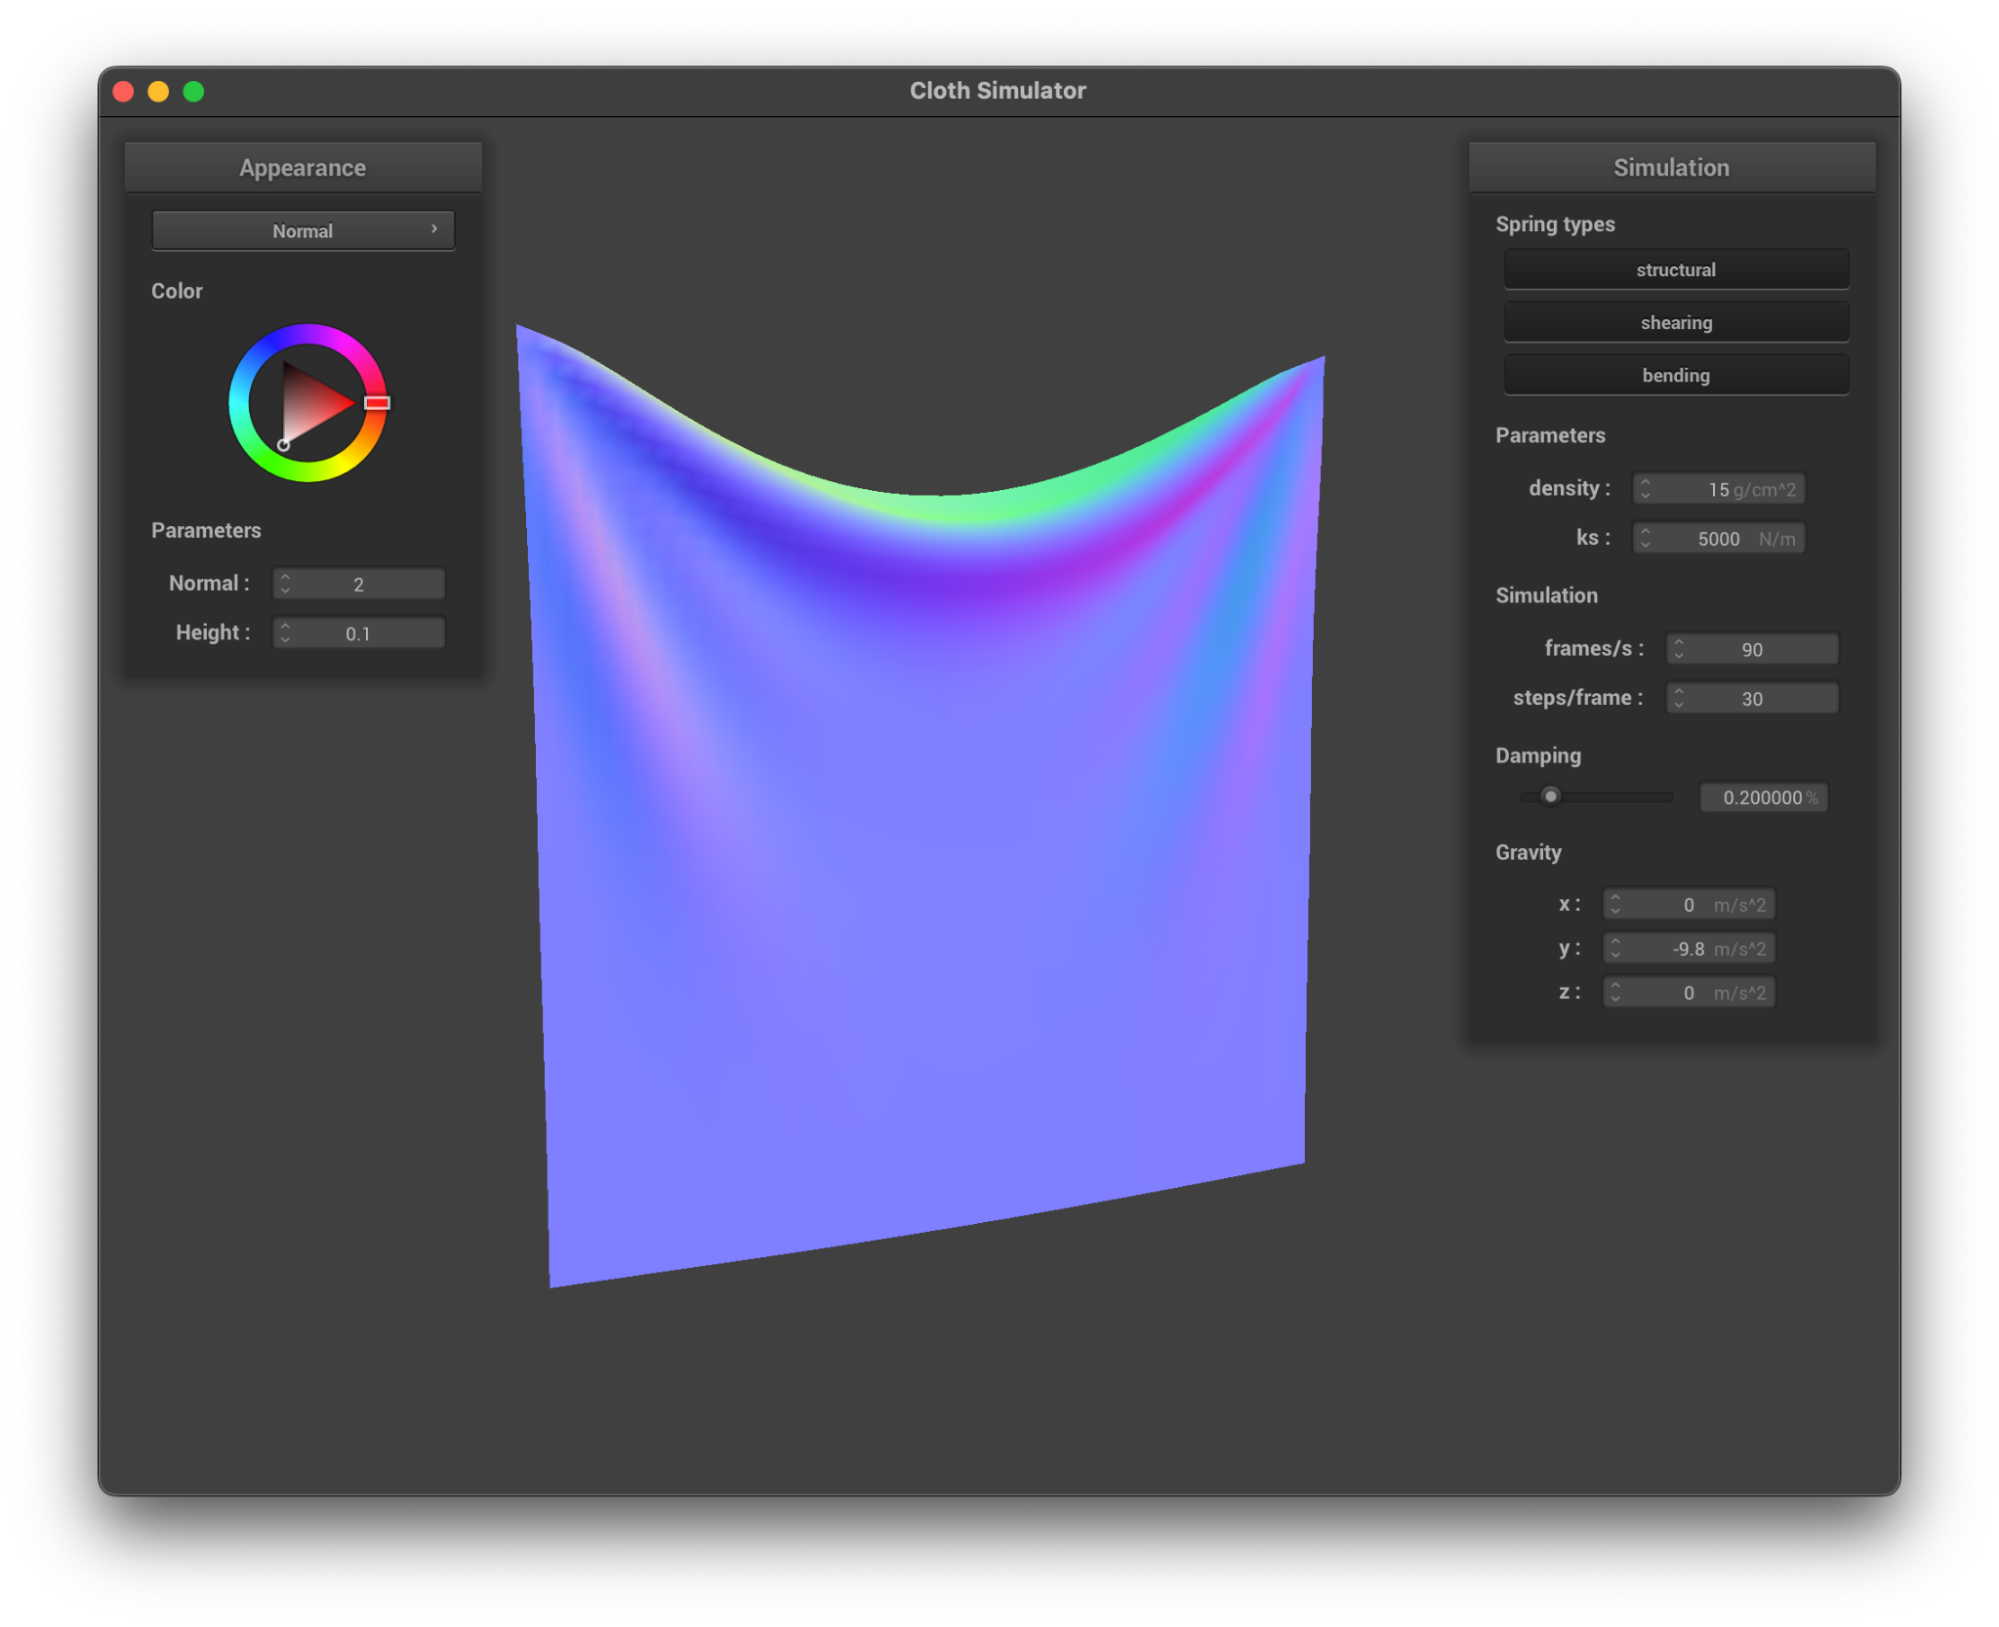 Cloth Simulator
Appearance
Normal
Color
Parameters
Normal : 2
Height : 0.1
Simulation
Spring types
structural
shearing
bending
Parameters
density : 15 g/cm^2
ks : 5000 N/m
Simulation
frames/s : 90
steps/frame : 30
Damping
0.200000 %
Gravity
x : 0 m/s^2
y : -9.8 m/s^2
z : 0 m/s^2